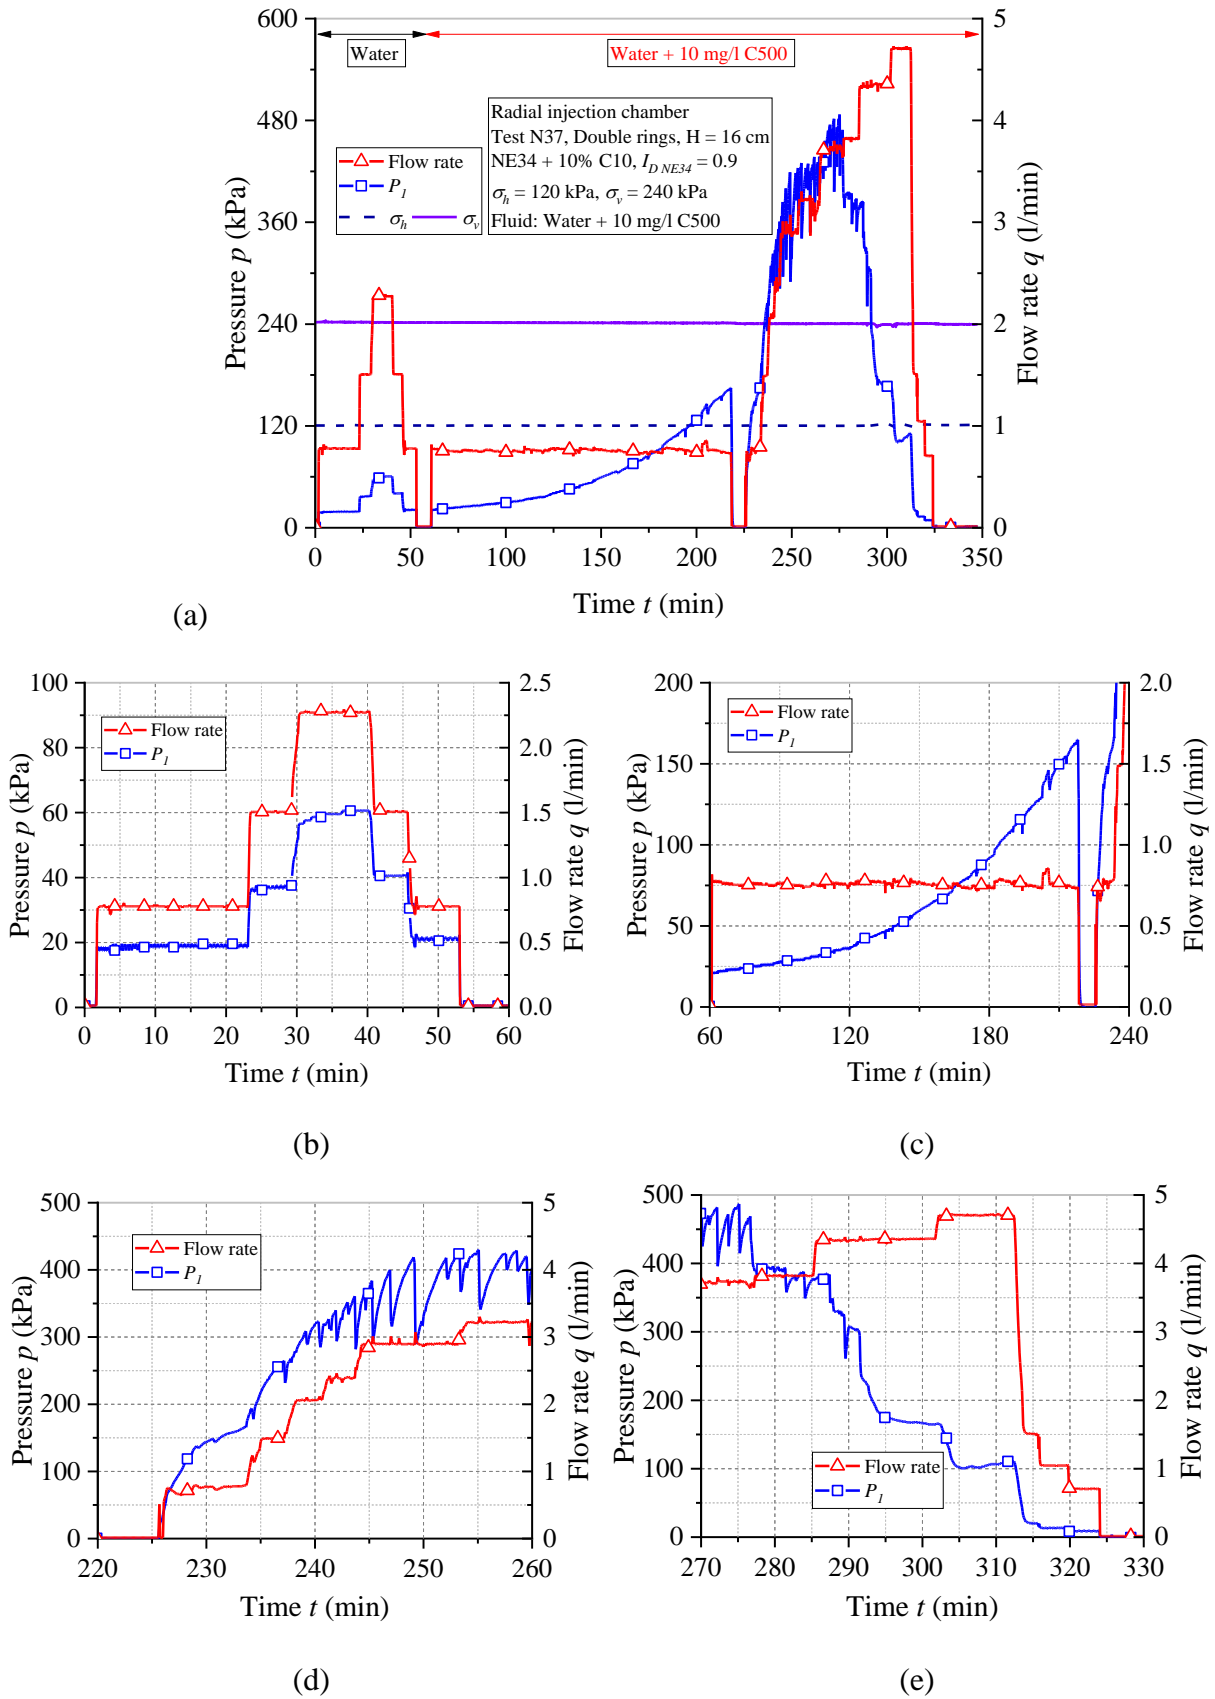 600
480
360
240
120
0
Pressure p (kPa)
5
4
3
2
1
0
Flow rate q (l/min)
Water
Water + 10 mg/l C500
Flow rate
P1
σh σv
Radial injection chamber
Test N37, Double rings, H = 16 cm
NE34 + 10% C10, ID NE34 = 0.9
σh = 120 kPa, σv = 240 kPa
Fluid: Water + 10 mg/l C500
0 50 100 150 200 250 300 350
Time t (min)
(a)
100
80
60
40
20
0
Pressure p (kPa)
2.5
2.0
1.5
1.0
0.5
0.0
Flow rate q (l/min)
Flow rate
P1
0 10 20 30 40 50 60
Time t (min)
(b)
200
150
100
50
0
Pressure p (kPa)
2.0
1.5
1.0
0.5
0.0
Flow rate q (l/min)
Flow rate
P1
60 120 180 240
Time t (min)
(c)
500
400
300
200
100
0
Pressure p (kPa)
5
4
3
2
1
0
Flow rate q (l/min)
Flow rate
P1
220 230 240 250 260
Time t (min)
(d)
500
400
300
200
100
0
Pressure p (kPa)
5
4
3
2
1
0
Flow rate q (l/min)
Flow rate
P1
270 280 290 300 310 320 330
Time t (min)
(e)